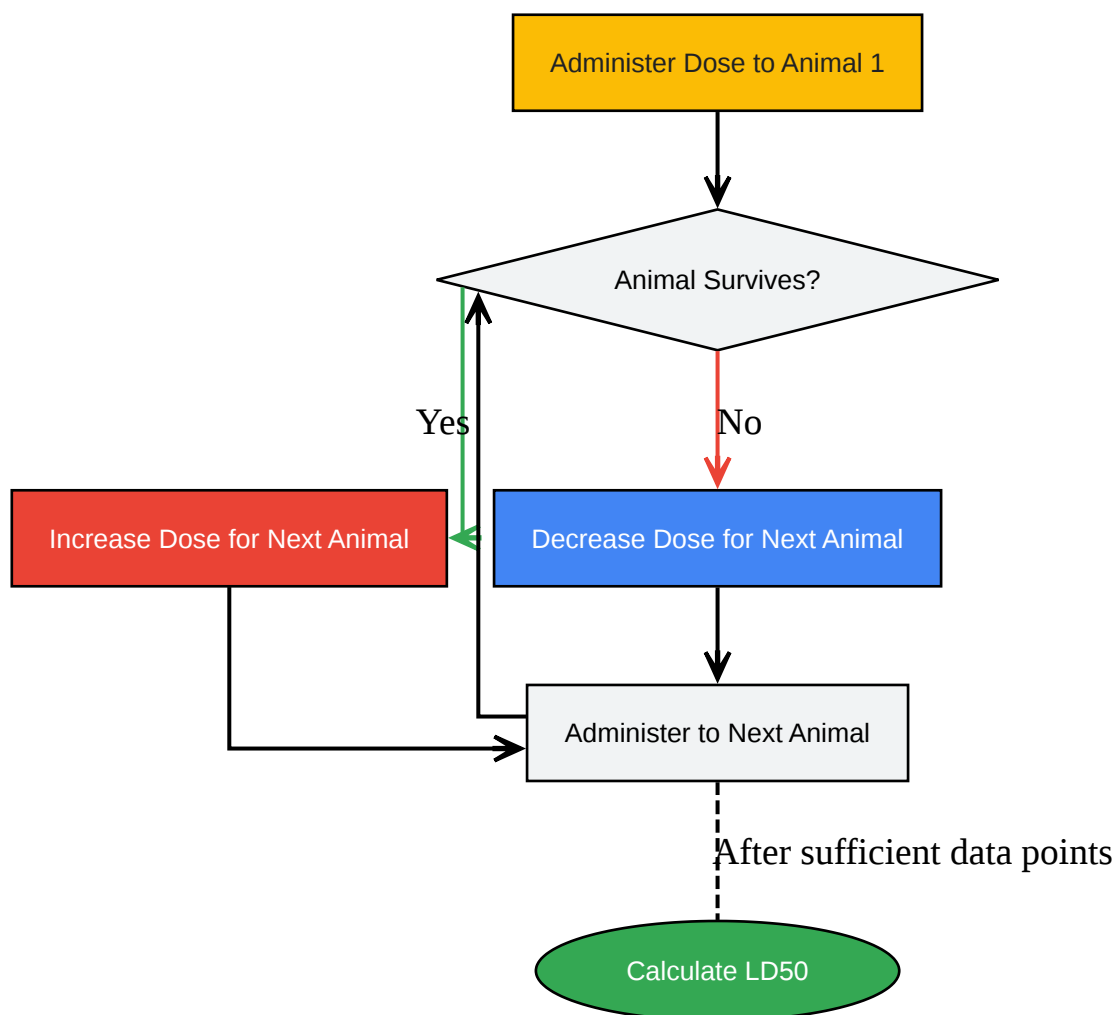 Administer Dose to Animal 1
Animal Survives?
Yes
No
Increase Dose for Next Animal
Decrease Dose for Next Animal
Administer to Next Animal
After sufficient data points
Calculate LD50